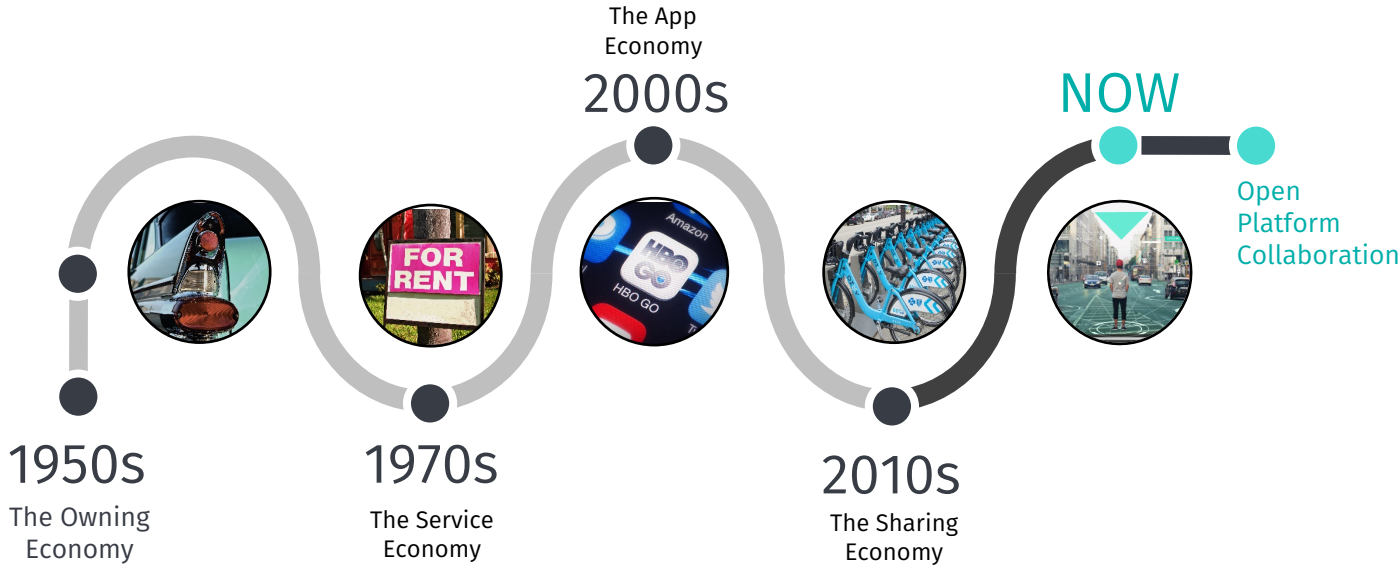 The App
Economy
2000s
NOW
Open
Platform
Collaboration
FOR
RENT
Amazon
HBO
GO
HBO GO
1950s
The Owning
Economy
1970s
The Service
Economy
2010s
The Sharing
Economy